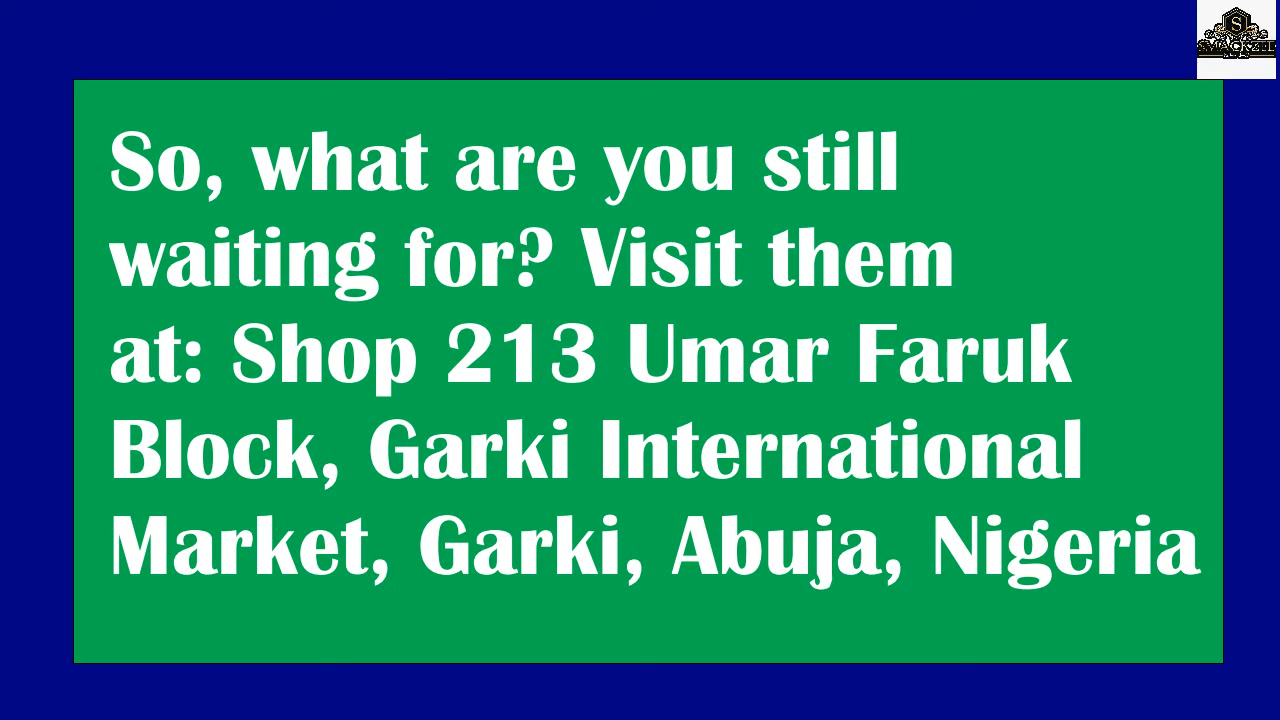 S
SMACKZEE
So, what are you still
waiting for? Visit them
at: Shop 213 Umar Faruk
Block, Garki International
Market, Garki, Abuja, Nigeria